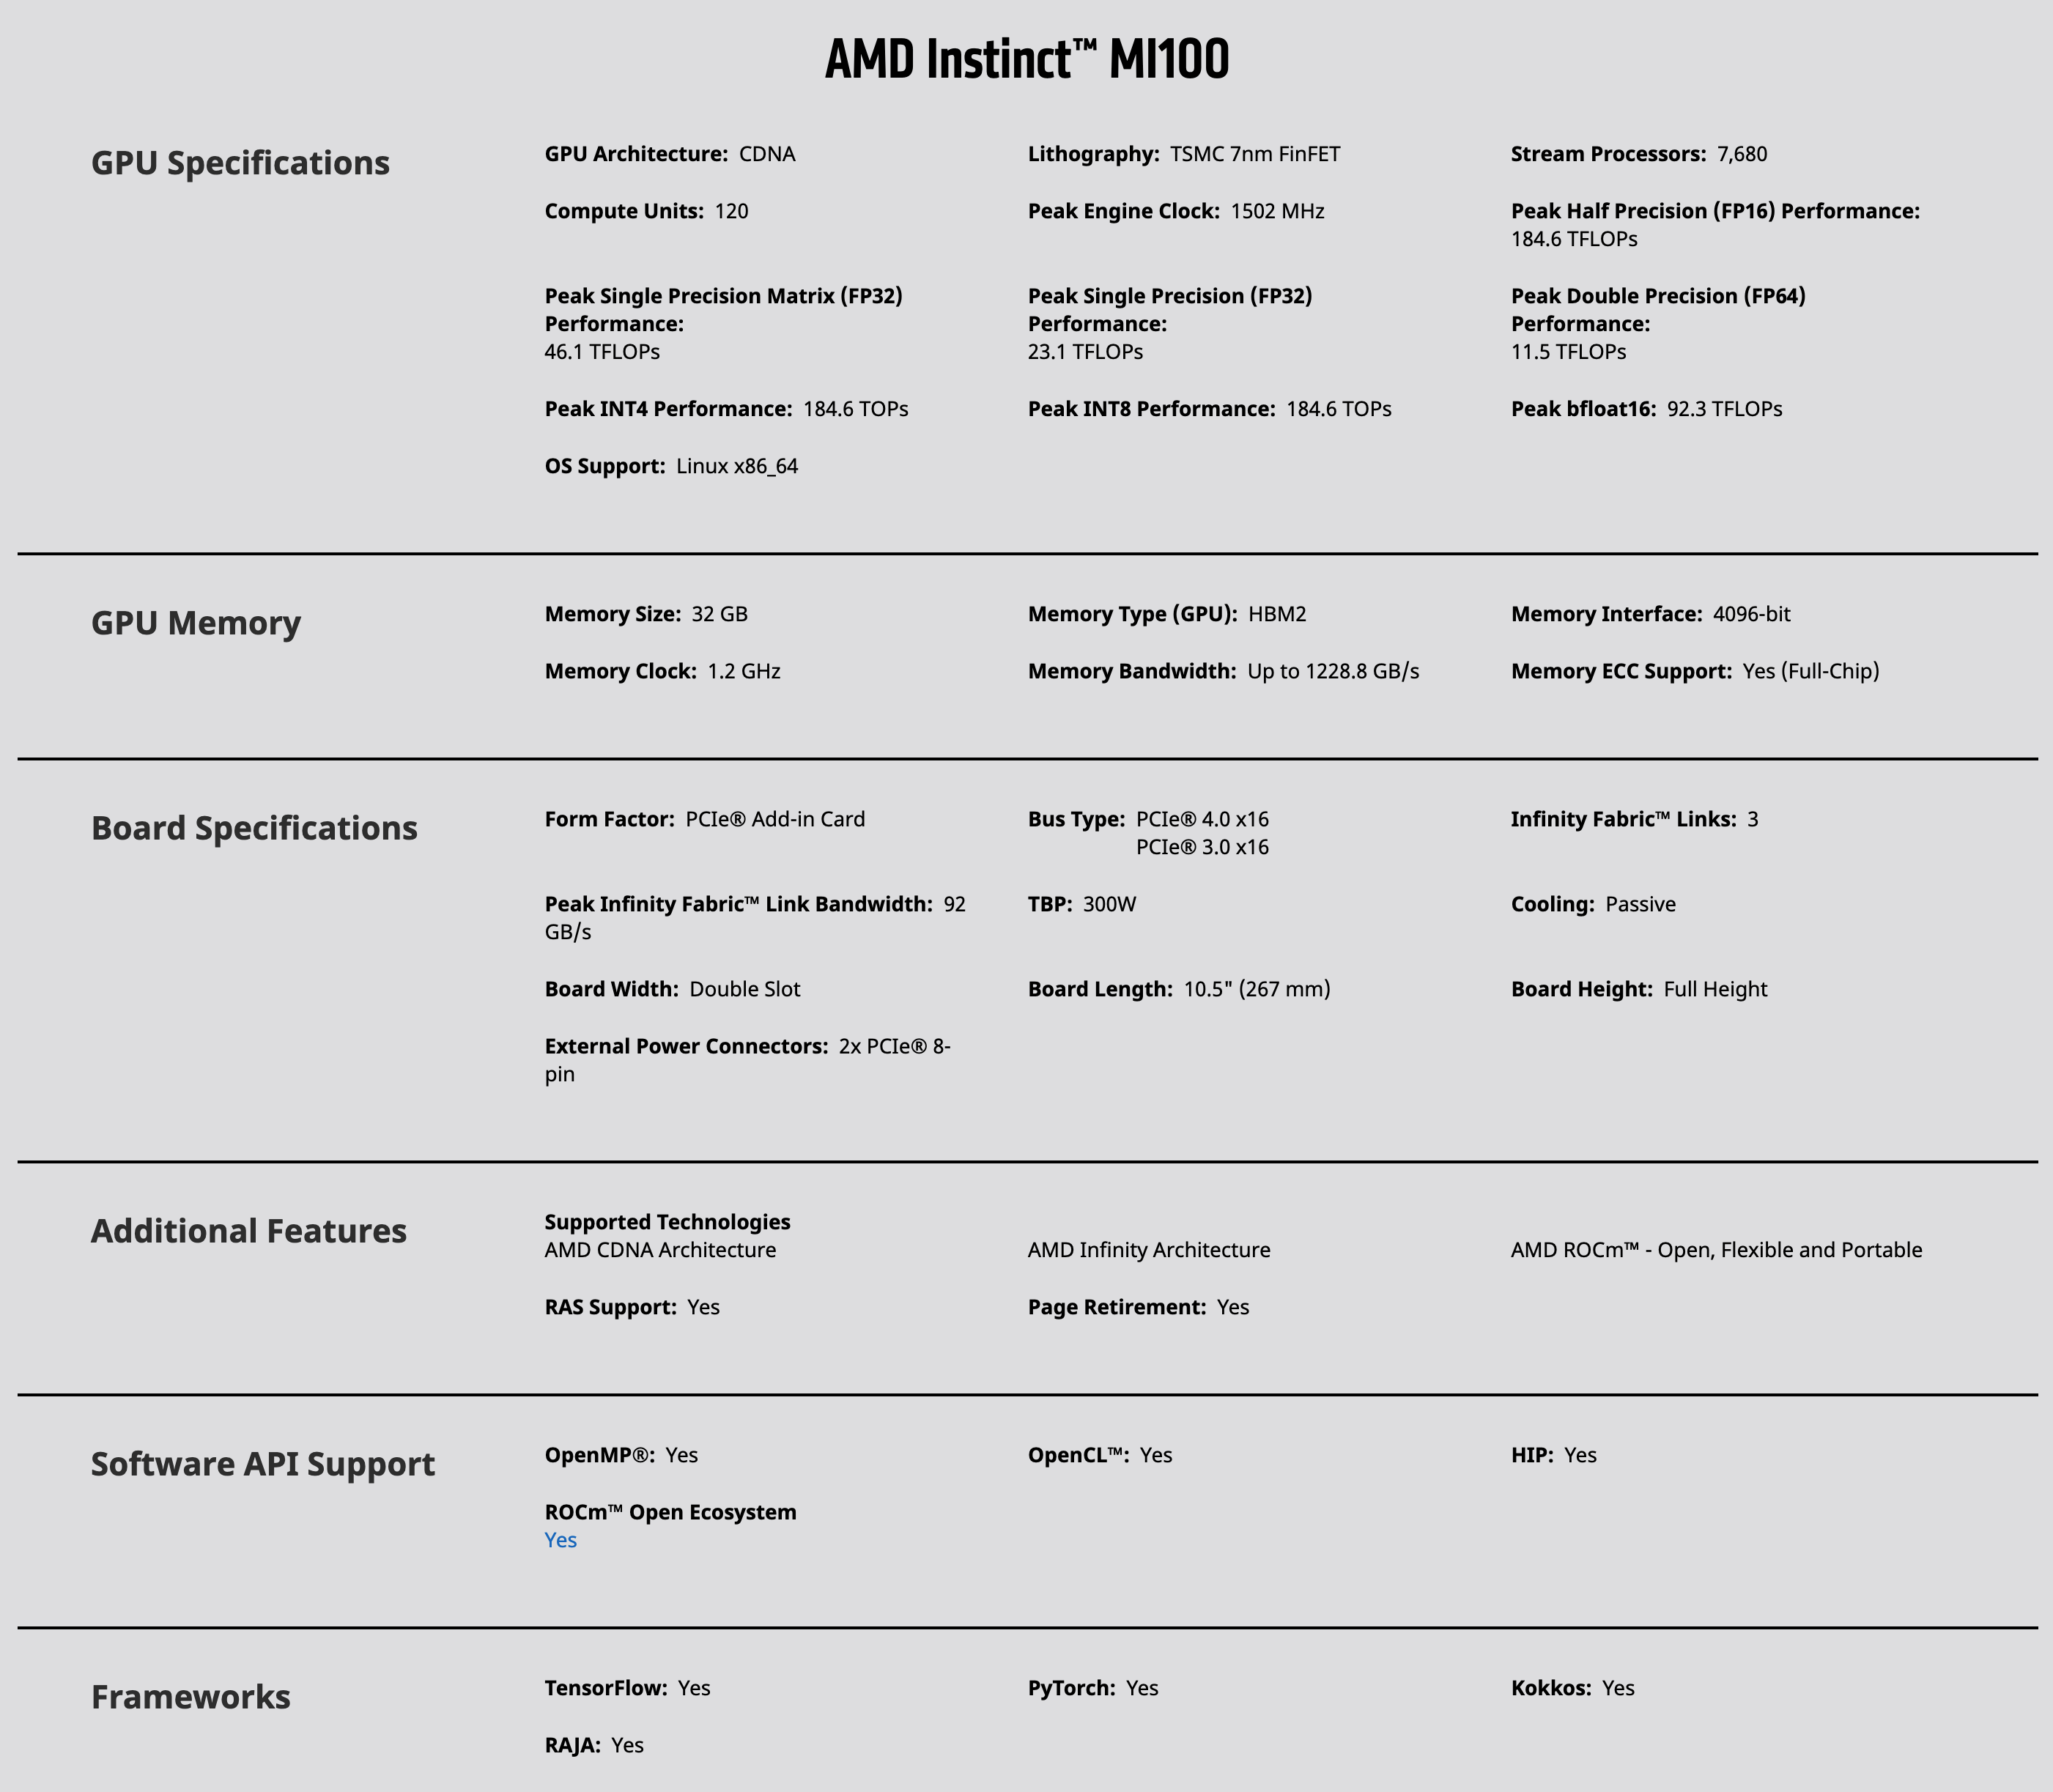 AMD Instinct™ MI100
GPU Specifications
GPU Architecture: CDNA
Lithography: TSMC 7nm FinFET
Stream Processors: 7,680
Compute Units: 120
Peak Engine Clock: 1502 MHz
Peak Half Precision (FP16) Performance:
184.6 TFLOPs
Peak Single Precision Matrix (FP32)
Performance:
46.1 TFLOPs
Peak Single Precision (FP32)
Performance:
23.1 TFLOPs
Peak Double Precision (FP64)
Performance:
11.5 TFLOPs
Peak INT4 Performance: 184.6 TOPs
Peak INT8 Performance: 184.6 TOPs
Peak bfloat16: 92.3 TFLOPs
OS Support: Linux x86_64
GPU Memory
Memory Size: 32 GB
Memory Type (GPU): HBM2
Memory Interface: 4096-bit
Memory Clock: 1.2 GHz
Memory Bandwidth: Up to 1228.8 GB/s
Memory ECC Support: Yes (Full-Chip)
Board Specifications
Form Factor: PCIe® Add-in Card
Bus Type: PCIe® 4.0 x16
PCIe® 3.0 x16
Infinity Fabric™ Links: 3
Peak Infinity Fabric™ Link Bandwidth: 92
GB/s
TBP: 300W
Cooling: Passive
Board Width: Double Slot
Board Length: 10.5" (267 mm)
Board Height: Full Height
External Power Connectors: 2x PCIe® 8-
pin
Additional Features
Supported Technologies
AMD CDNA Architecture
AMD Infinity Architecture
AMD ROCm™ - Open, Flexible and Portable
RAS Support: Yes
Page Retirement: Yes
Software API Support
OpenMP®: Yes
OpenCL™: Yes
HIP: Yes
ROCm™ Open Ecosystem
Yes
Frameworks
TensorFlow: Yes
PyTorch: Yes
Kokkos: Yes
RAJA: Yes